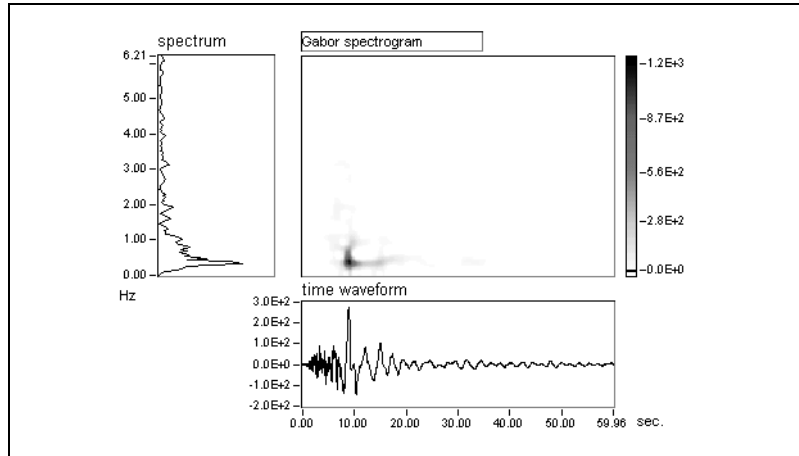 spectrum
Gabor spectrogram
6.21
5.00
4.00
3.00
2.00
1.00
0.00
Hz
-1.2E+3
-8.6E+2
-5.6E+2
-2.8E+2
-0.0E+0
time waveform
3.0E+2
2.0E+2
1.0E+2
0.0E+0
-1.0E+2
-2.0E+2
0.00
10.00
20.00
30.00
40.00
50.00
59.96
sec.